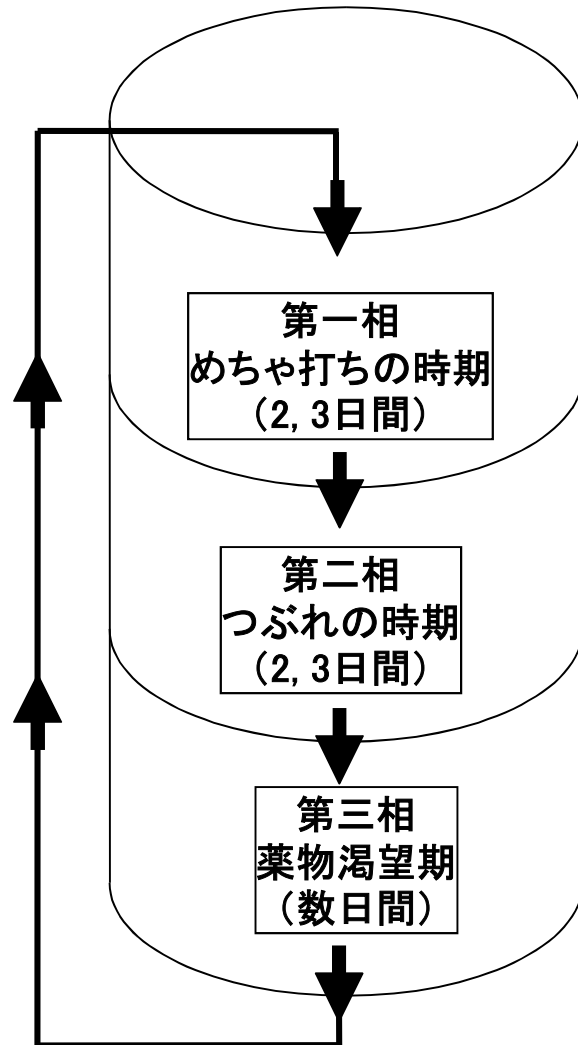 第一相
めちゃ打ちの時期
(2,3日間)
第二相
つぶれの時期
(2,3日間)
第三相
薬物渇望期
(数日間)